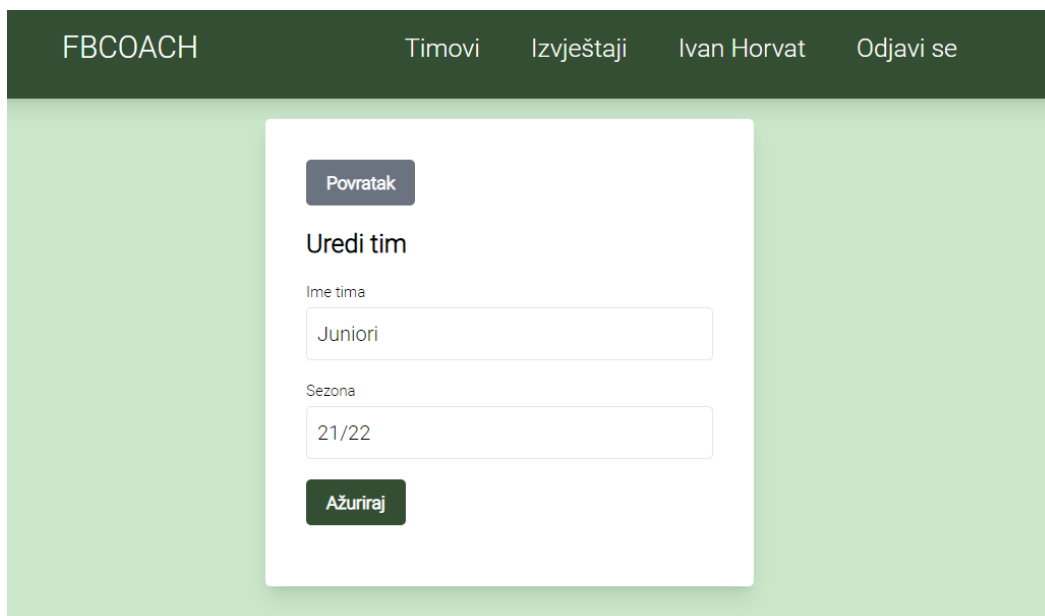 FBCOACH Timovi Izvještaji Ivan Horvat Odjavi se
Povratak
Uredi tim
Ime tima
Juniori
Sezona
21/22
Ažuriraj